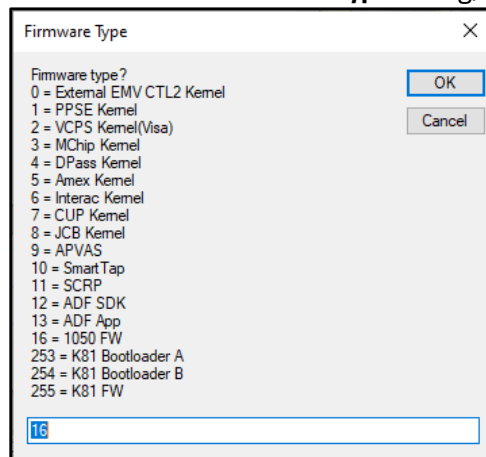 Firmware Type
Firmware type?
0 = External EMV CTL2 Kernel
1 = PPSE Kernel
2 = VCPS Kernel(Visa)
3 = MChip Kernel
4 = DPass Kernel
5 = Amex Kernel
6 = Interac Kernel
7 = CUP Kernel
8 = JCB Kernel
9 = APVAS
10 = SmartTap
11 = SCRP
12 = ADF SDK
13 = ADF App
16 = 1050 FW
253 = K81 Bootloader A
254 = K81 Bootloader B
255 = K81 FW
OK
Cancel
16